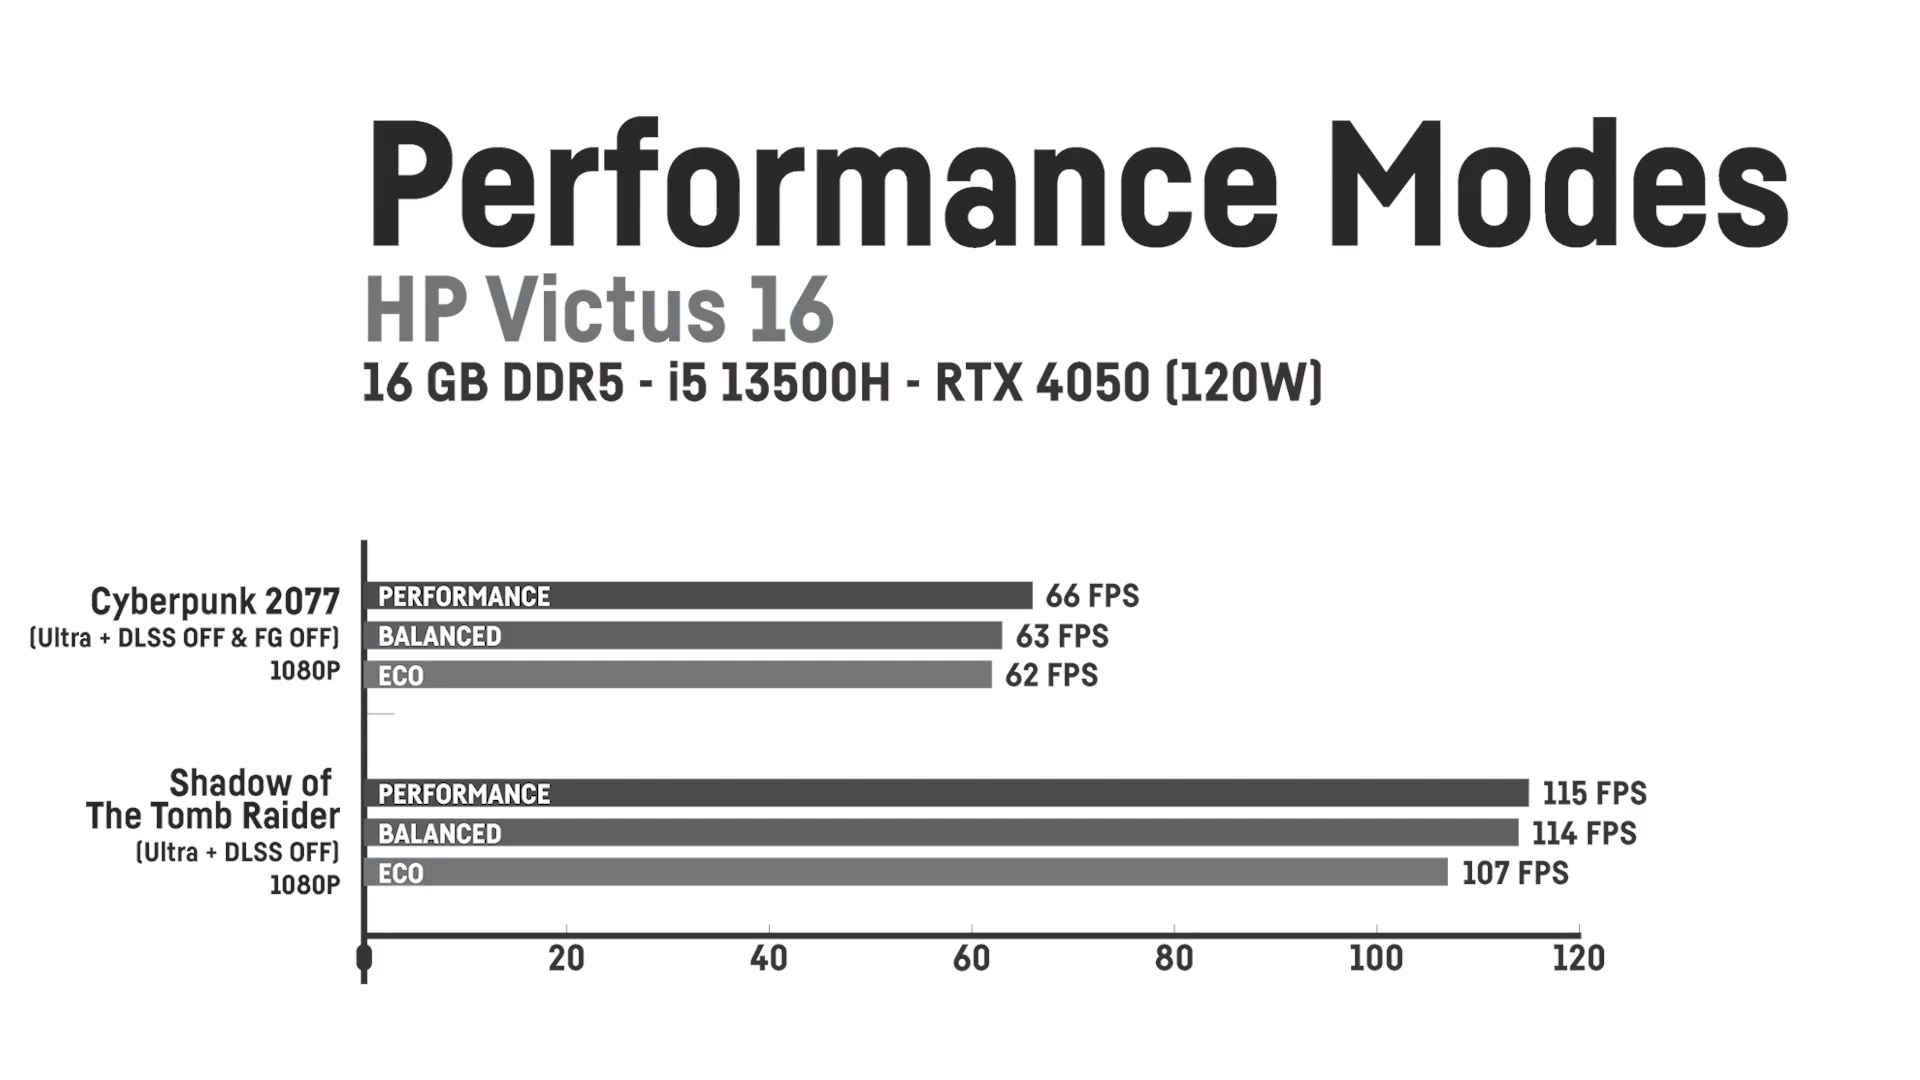 Performance Modes
HP Victus 16
16 GB DDR5 - i5 13500H - RTX 4050 (120W)
Cyberpunk 2077
(Ultra + DLSS OFF & FG OFF)
1080P
PERFORMANCE 66 FPS
BALANCED 63 FPS
ECO 62 FPS
Shadow of
The Tomb Raider
(Ultra + DLSS OFF)
1080P
PERFORMANCE 115 FPS
BALANCED 114 FPS
ECO 107 FPS
0 20 40 60 80 100 120